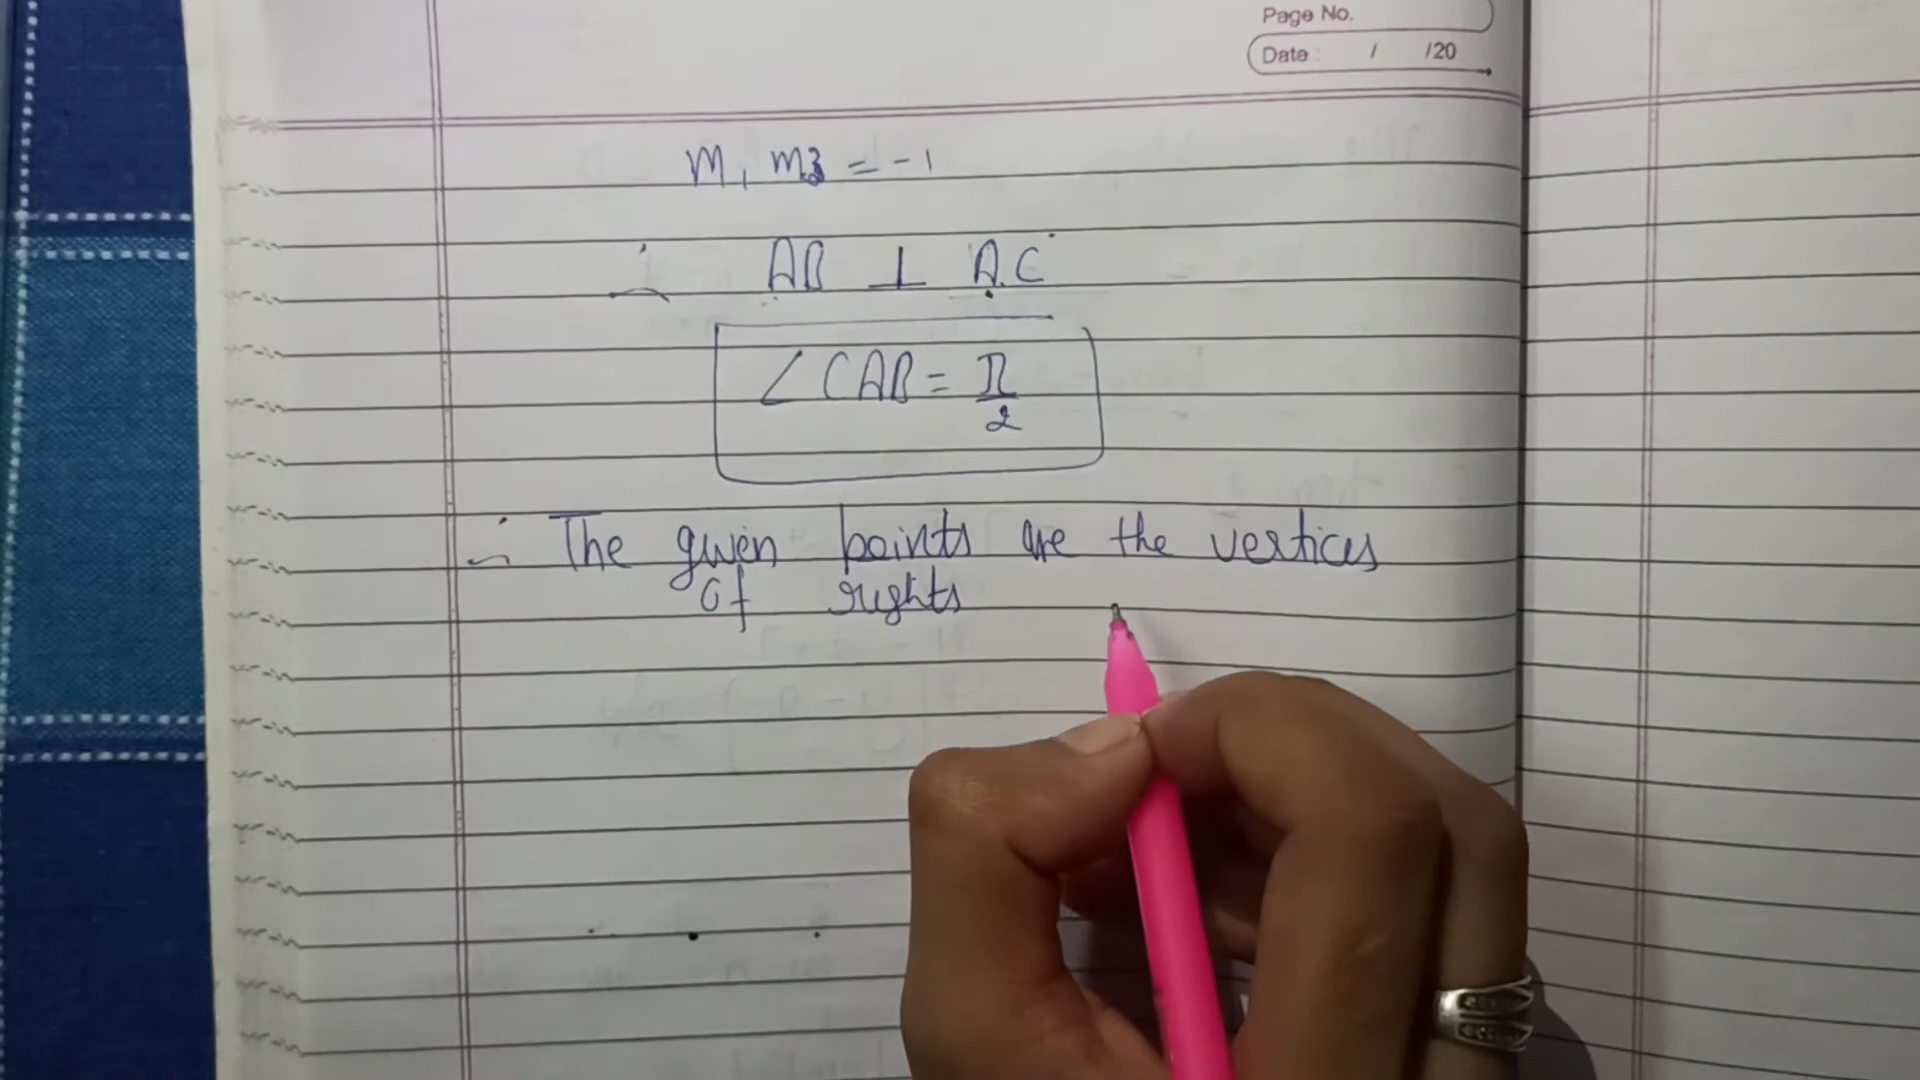 Page No.
Date / /20
m₁ m₃ = -1
∴ AB ⊥ AC
∠CAB = π/2
∴ The given points are the vertices
of rights